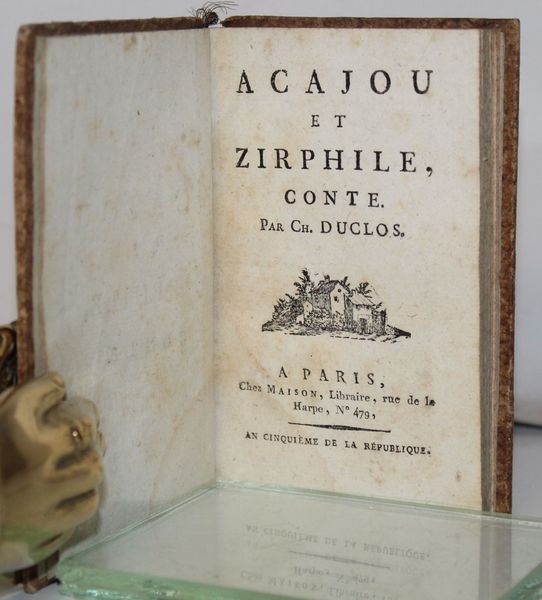 ACAJOU
ET
ZIRPHILE,
CONTE.
PAR CH. DUCLOS.
A PARIS,
Chez MAISON, Libraire, rue de la
Harpe, N° 479,
AN CINQUIÈME DE LA RÉPUBLIQUE.